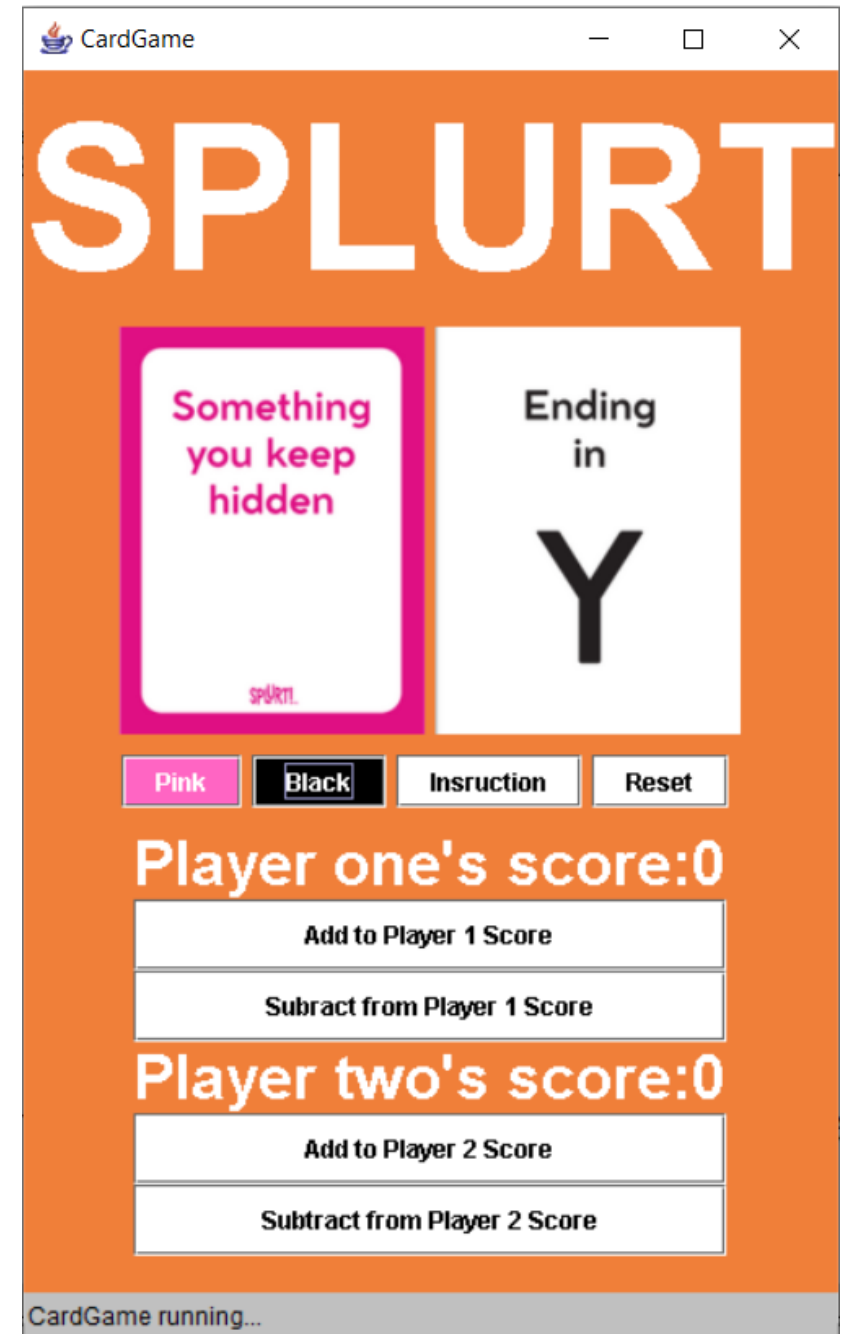 CardGame
SPLURT
Something
you keep
hidden
SPLURT!.
Ending
in
Y
Pink
Black
Insruction
Reset
Player one's score:0
Add to Player 1 Score
Subract from Player 1 Score
Player two's score:0
Add to Player 2 Score
Subtract from Player 2 Score
CardGame running...